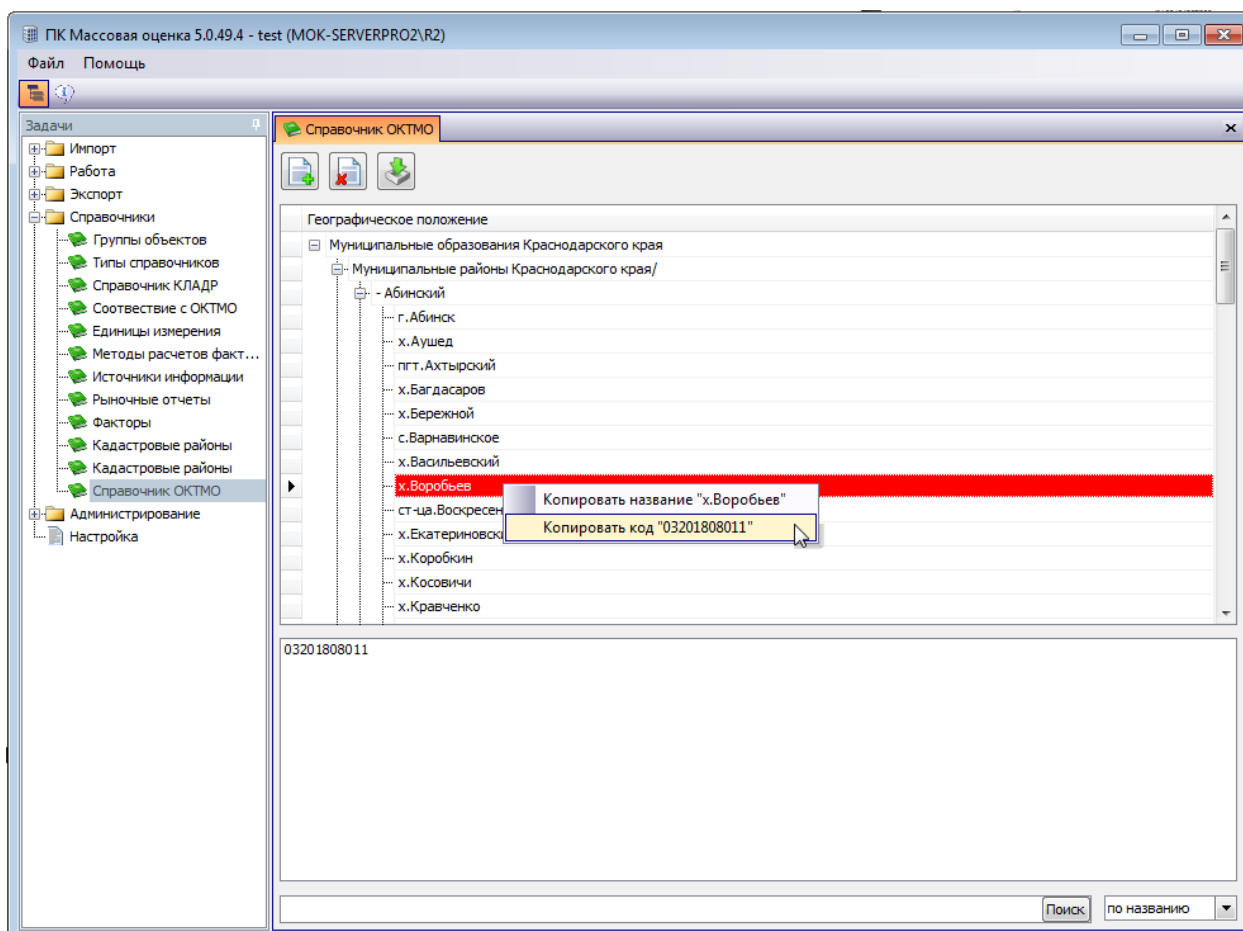 ПК Массовая оценка 5.0.49.4 - test (MOK-SERVERPRO2\R2)
Файл Помощь
Задачи
Импорт
Работа
Экспорт
Справочники
Группы объектов
Типы справочников
Справочник КЛАДР
Соотвествие с ОКТМО
Единицы измерения
Методы расчетов факт...
Источники информации
Рыночные отчеты
Факторы
Кадастровые районы
Кадастровые районы
Справочник ОКТМО
Администрирование
Настройка
Справочник ОКТМО
Географическое положение
Муниципальные образования Краснодарского края
Муниципальные районы Краснодарского края/
- Абинский
г.Абинск
х.Аушед
пгт.Ахтырский
х.Багдасаров
х.Бережной
с.Варнавинское
х.Васильевский
х.Воробьев
ст-ца.Воскресен
х.Екатериновск
х.Коробкин
х.Косовичи
х.Кравченко
Копировать название "х.Воробьев"
Копировать код "03201808011"
03201808011
Поиск
по названию